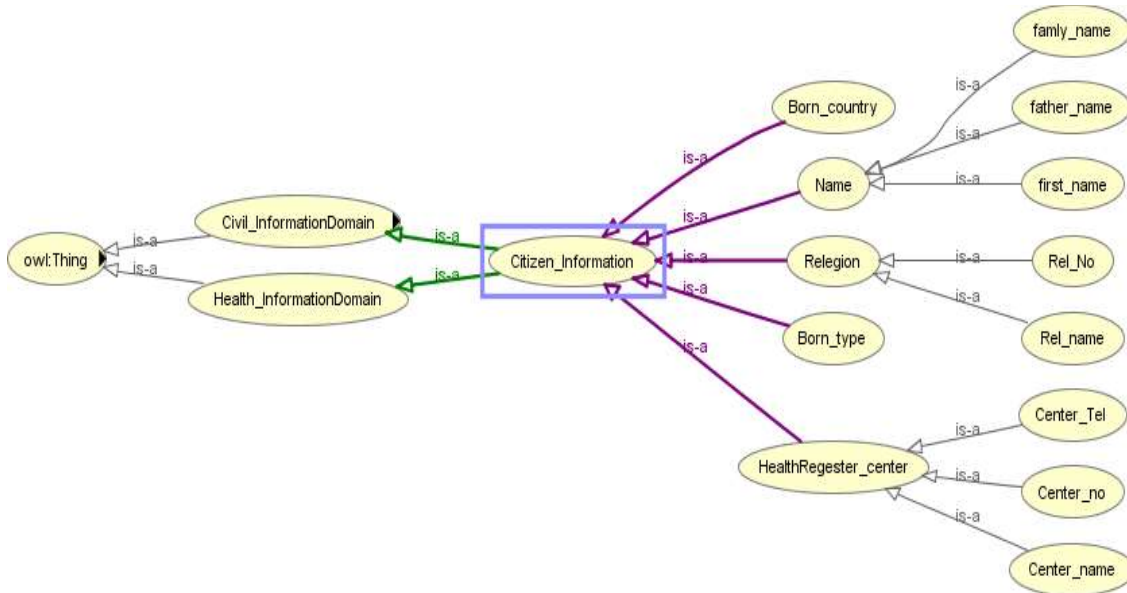 famly_name
is-a
father_name
Born_country
is-a
is-a
Name
is-a
first_name
is-a
Civil_InformationDomain
is-a
is-a
owl:Thing
Citizen_Information
is-a
Relegion
is-a
Rel_No
is-a
is-a
is-a
Health_InformationDomain
is-a
Born_type
Rel_name
is-a
Center_Tel
is-a
HealthRegester_center
is-a
Center_no
is-a
Center_name